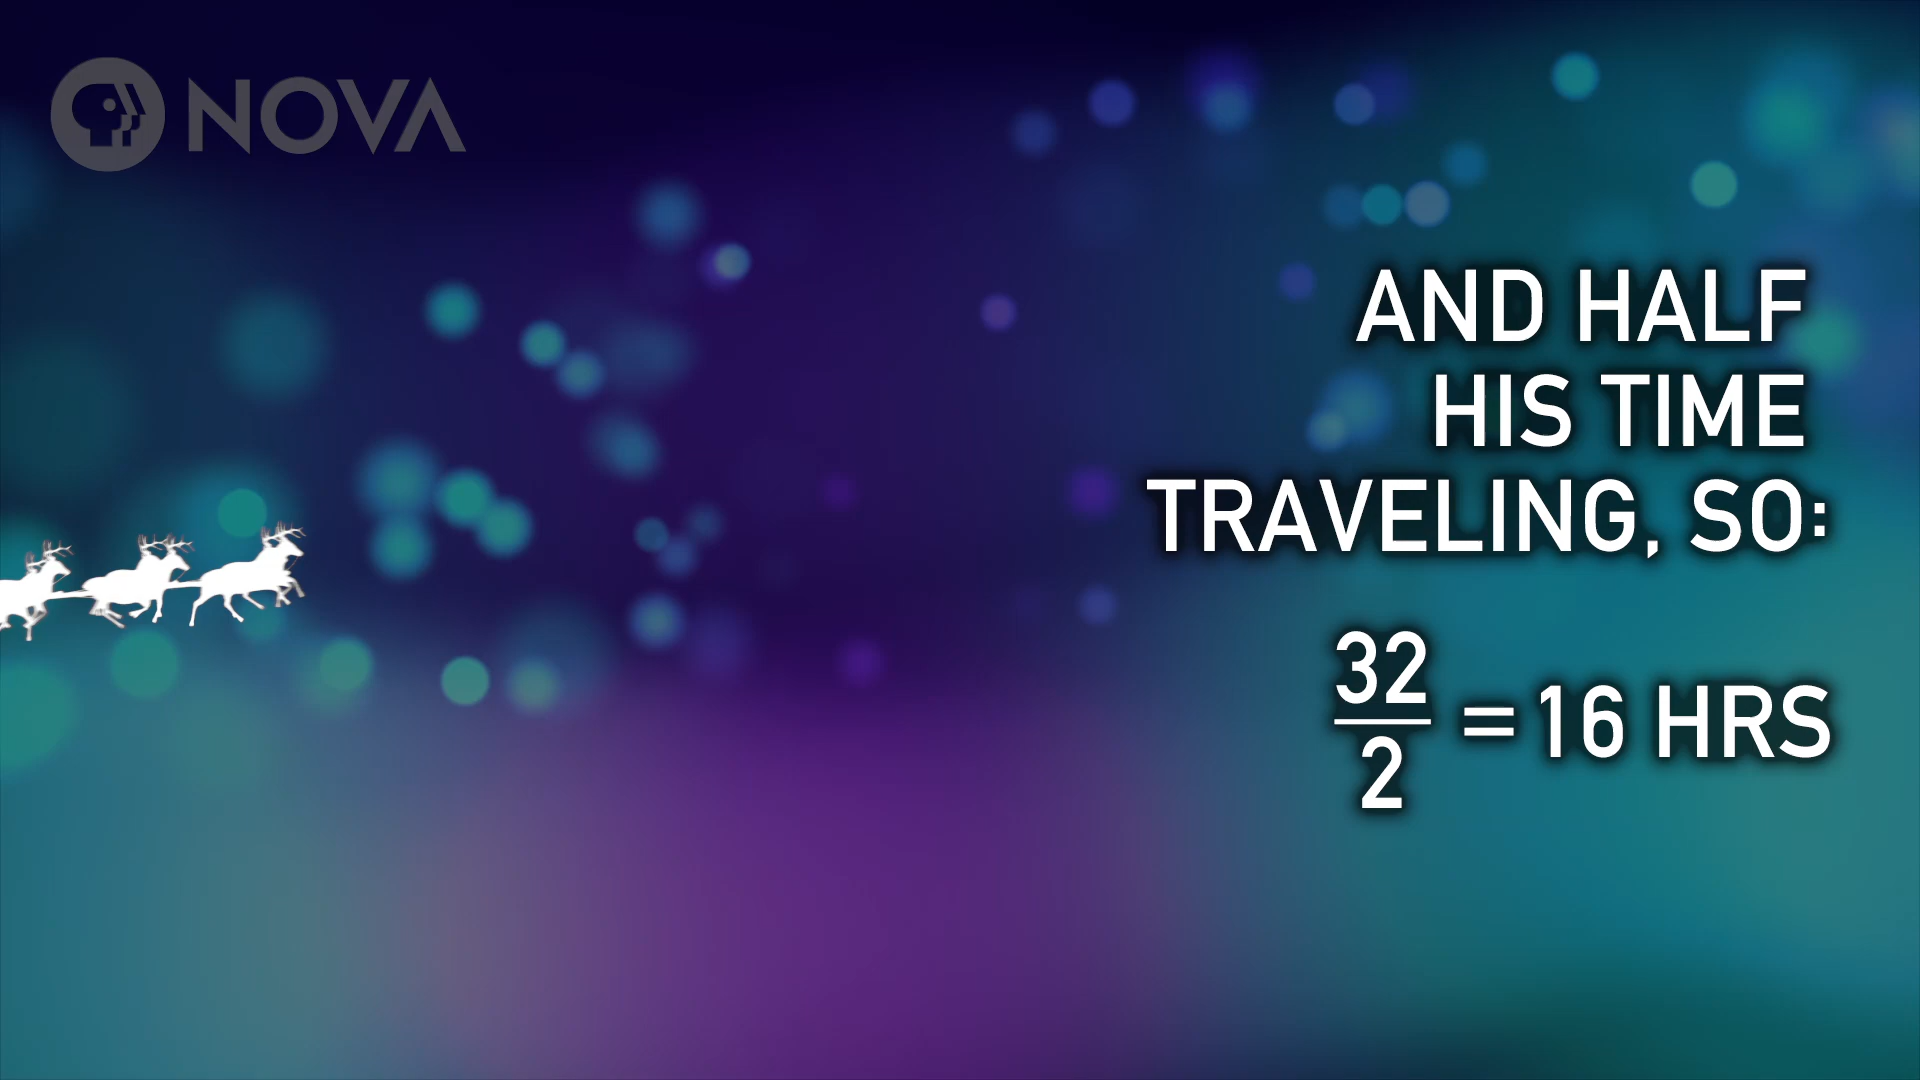 NOVA
AND HALF
HIS TIME
TRAVELING, SO:
32
2
= 16 HRS